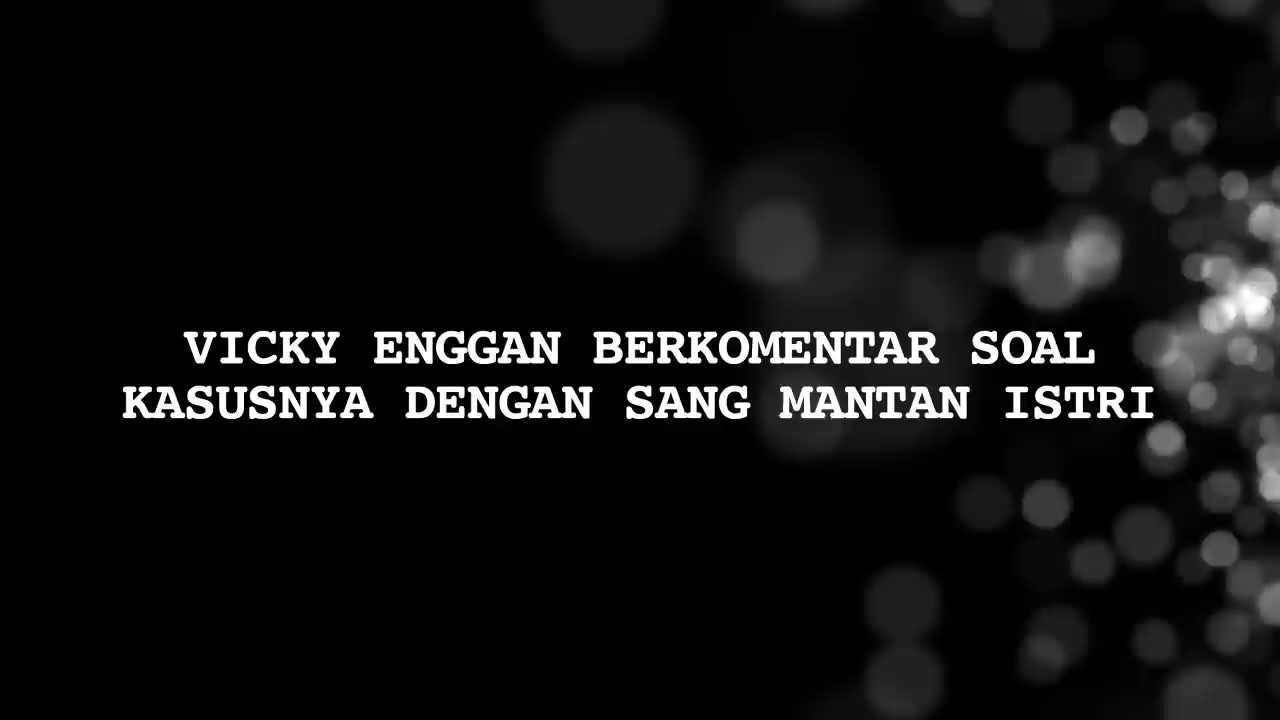 VICKY ENGGAN BERKOMENTAR SOAL
KASUSNYA DENGAN SANG MANTAN ISTRI